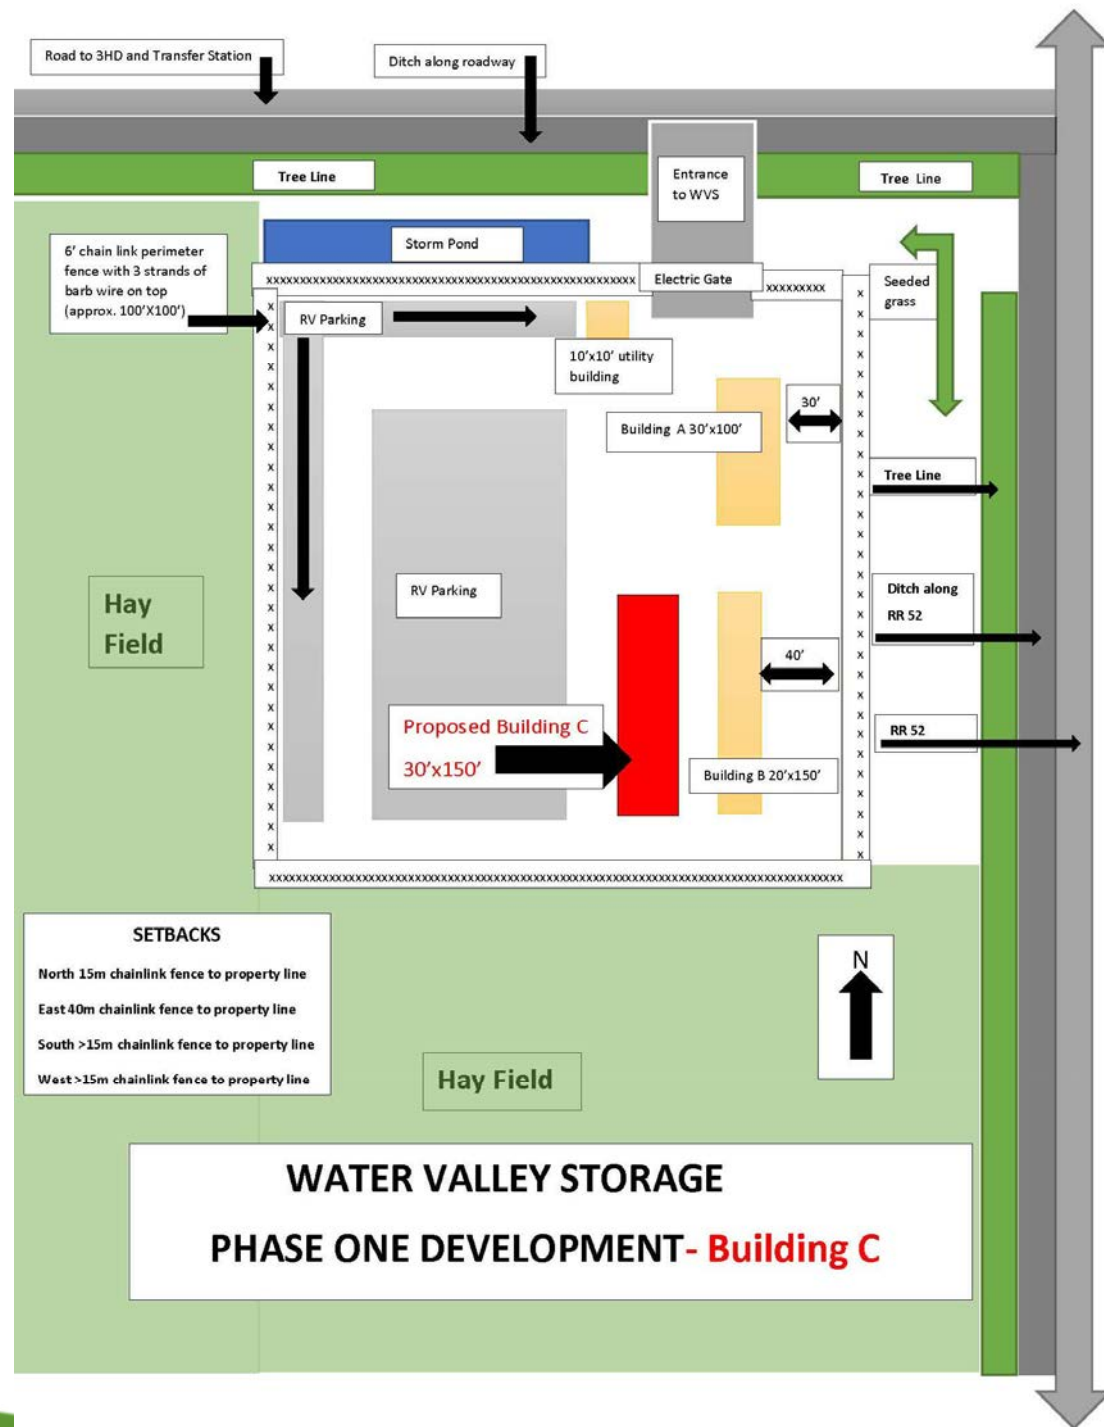 Road to 3HD and Transfer Station
Ditch along roadway
Tree Line
Entrance
to WVS
Tree Line
6' chain link perimeter
fence with 3 strands of
barb wire on top
(approx. 100'X100')
Storm Pond
xxxxxxxxxxxxxxxxxxxxxxxxxxxxxxxxxxxxxxxxxxxxxxxxxxxxxxxxx
Electric Gate
xxxxxxxxx
Seeded
grass
RV Parking
10'x10' utility
building
30'
Building A 30'x100'
Tree Line
Hay
Field
RV Parking
Ditch along
RR 52
40'
Proposed Building C
30'x150'
RR 52
Building B 20'x150'
SETBACKS
North 15m chainlink fence to property line
East 40m chainlink fence to property line
South >15m chainlink fence to property line
West >15m chainlink fence to property line
N
Hay Field
WATER VALLEY STORAGE
PHASE ONE DEVELOPMENT- Building C